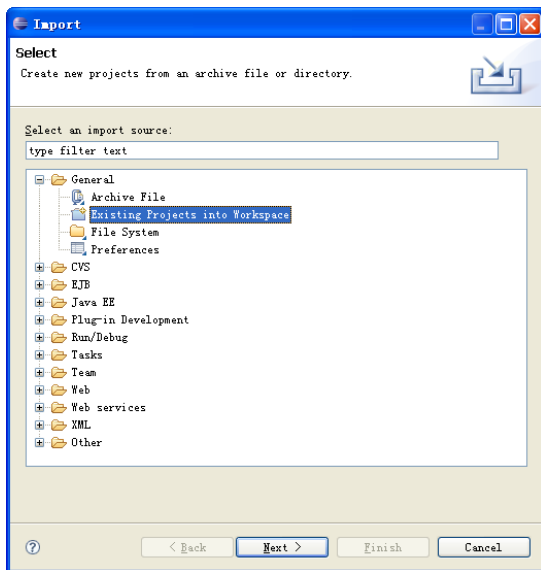 Import
Select
Create new projects from an archive file or directory.
Select an import source:
type filter text
General
Archive File
Existing Projects into Workspace
File System
Preferences
CVS
EJB
Java EE
Plug-in Development
Run/Debug
Tasks
Team
Web
Web services
XML
Other
? < Back Next > Finish Cancel